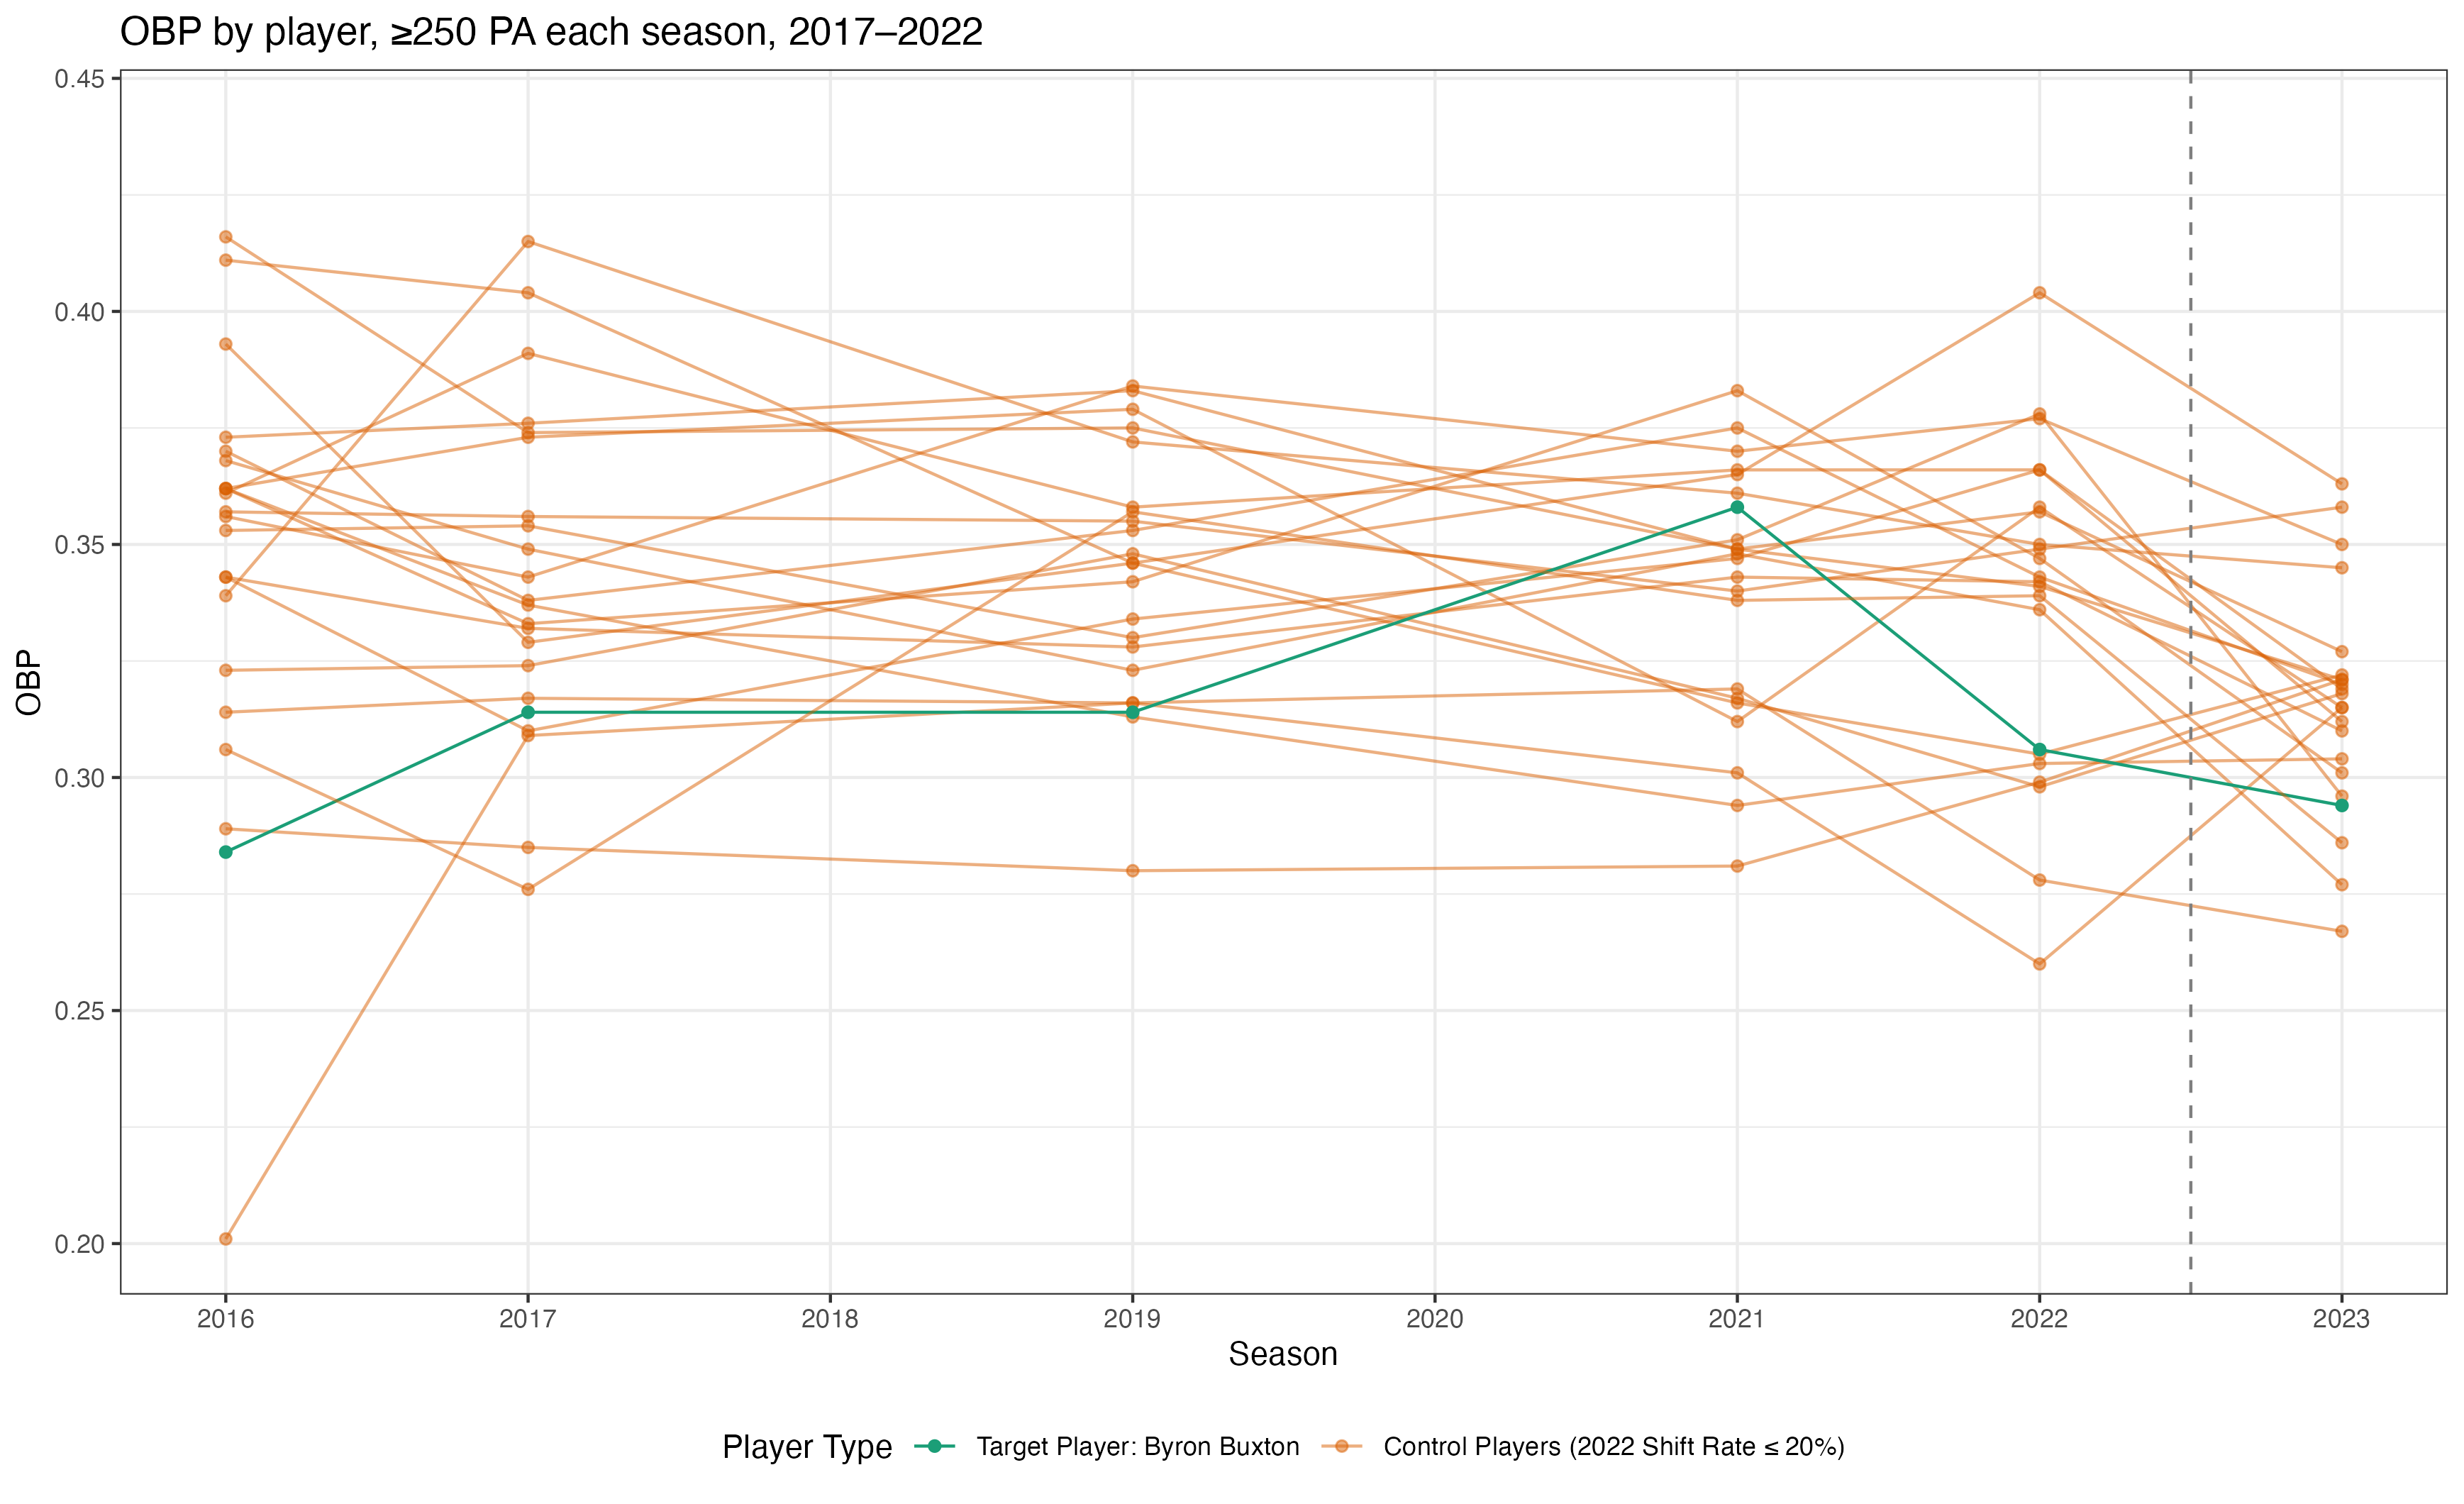 OBP by player, ≥250 PA each season, 2017–2022
0.45
0.40
0.35
0.30
0.25
0.20
OBP
2016 2017 2018 2019 2020 2021 2022 2023
Season
Player Type Target Player: Byron Buxton Control Players (2022 Shift Rate ≤ 20%)